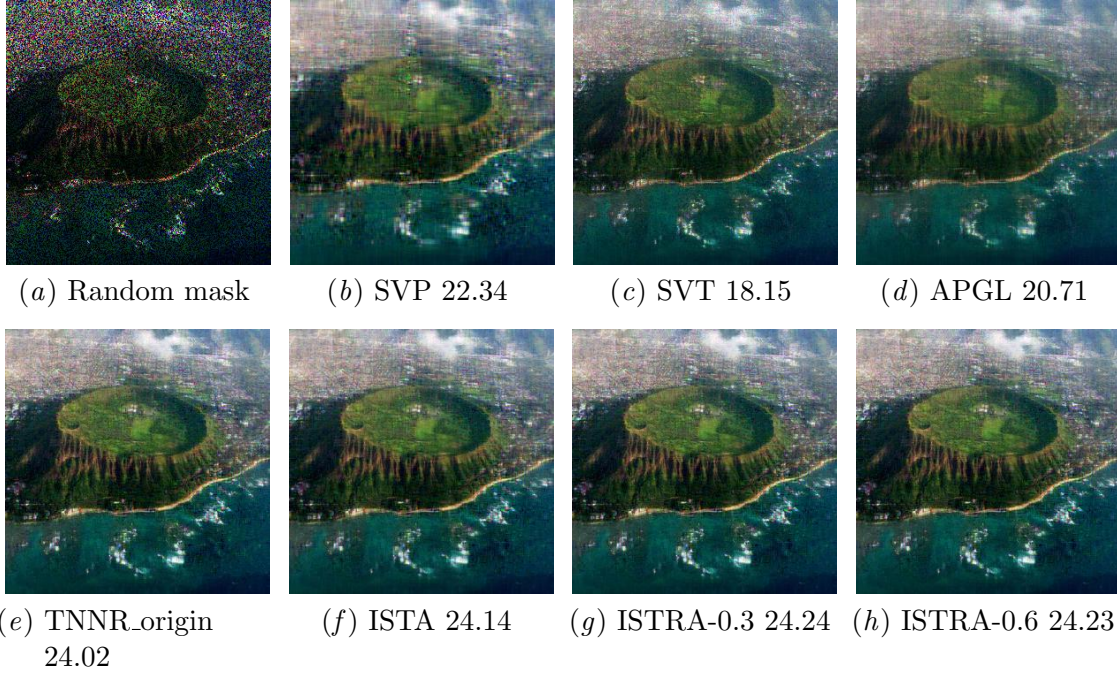 (a) Random mask
(b) SVP 22.34
(c) SVT 18.15
(d) APGL 20.71
(e) TNNR_origin
24.02
(f) ISTA 24.14
(g) ISTRA-0.3 24.24
(h) ISTRA-0.6 24.23